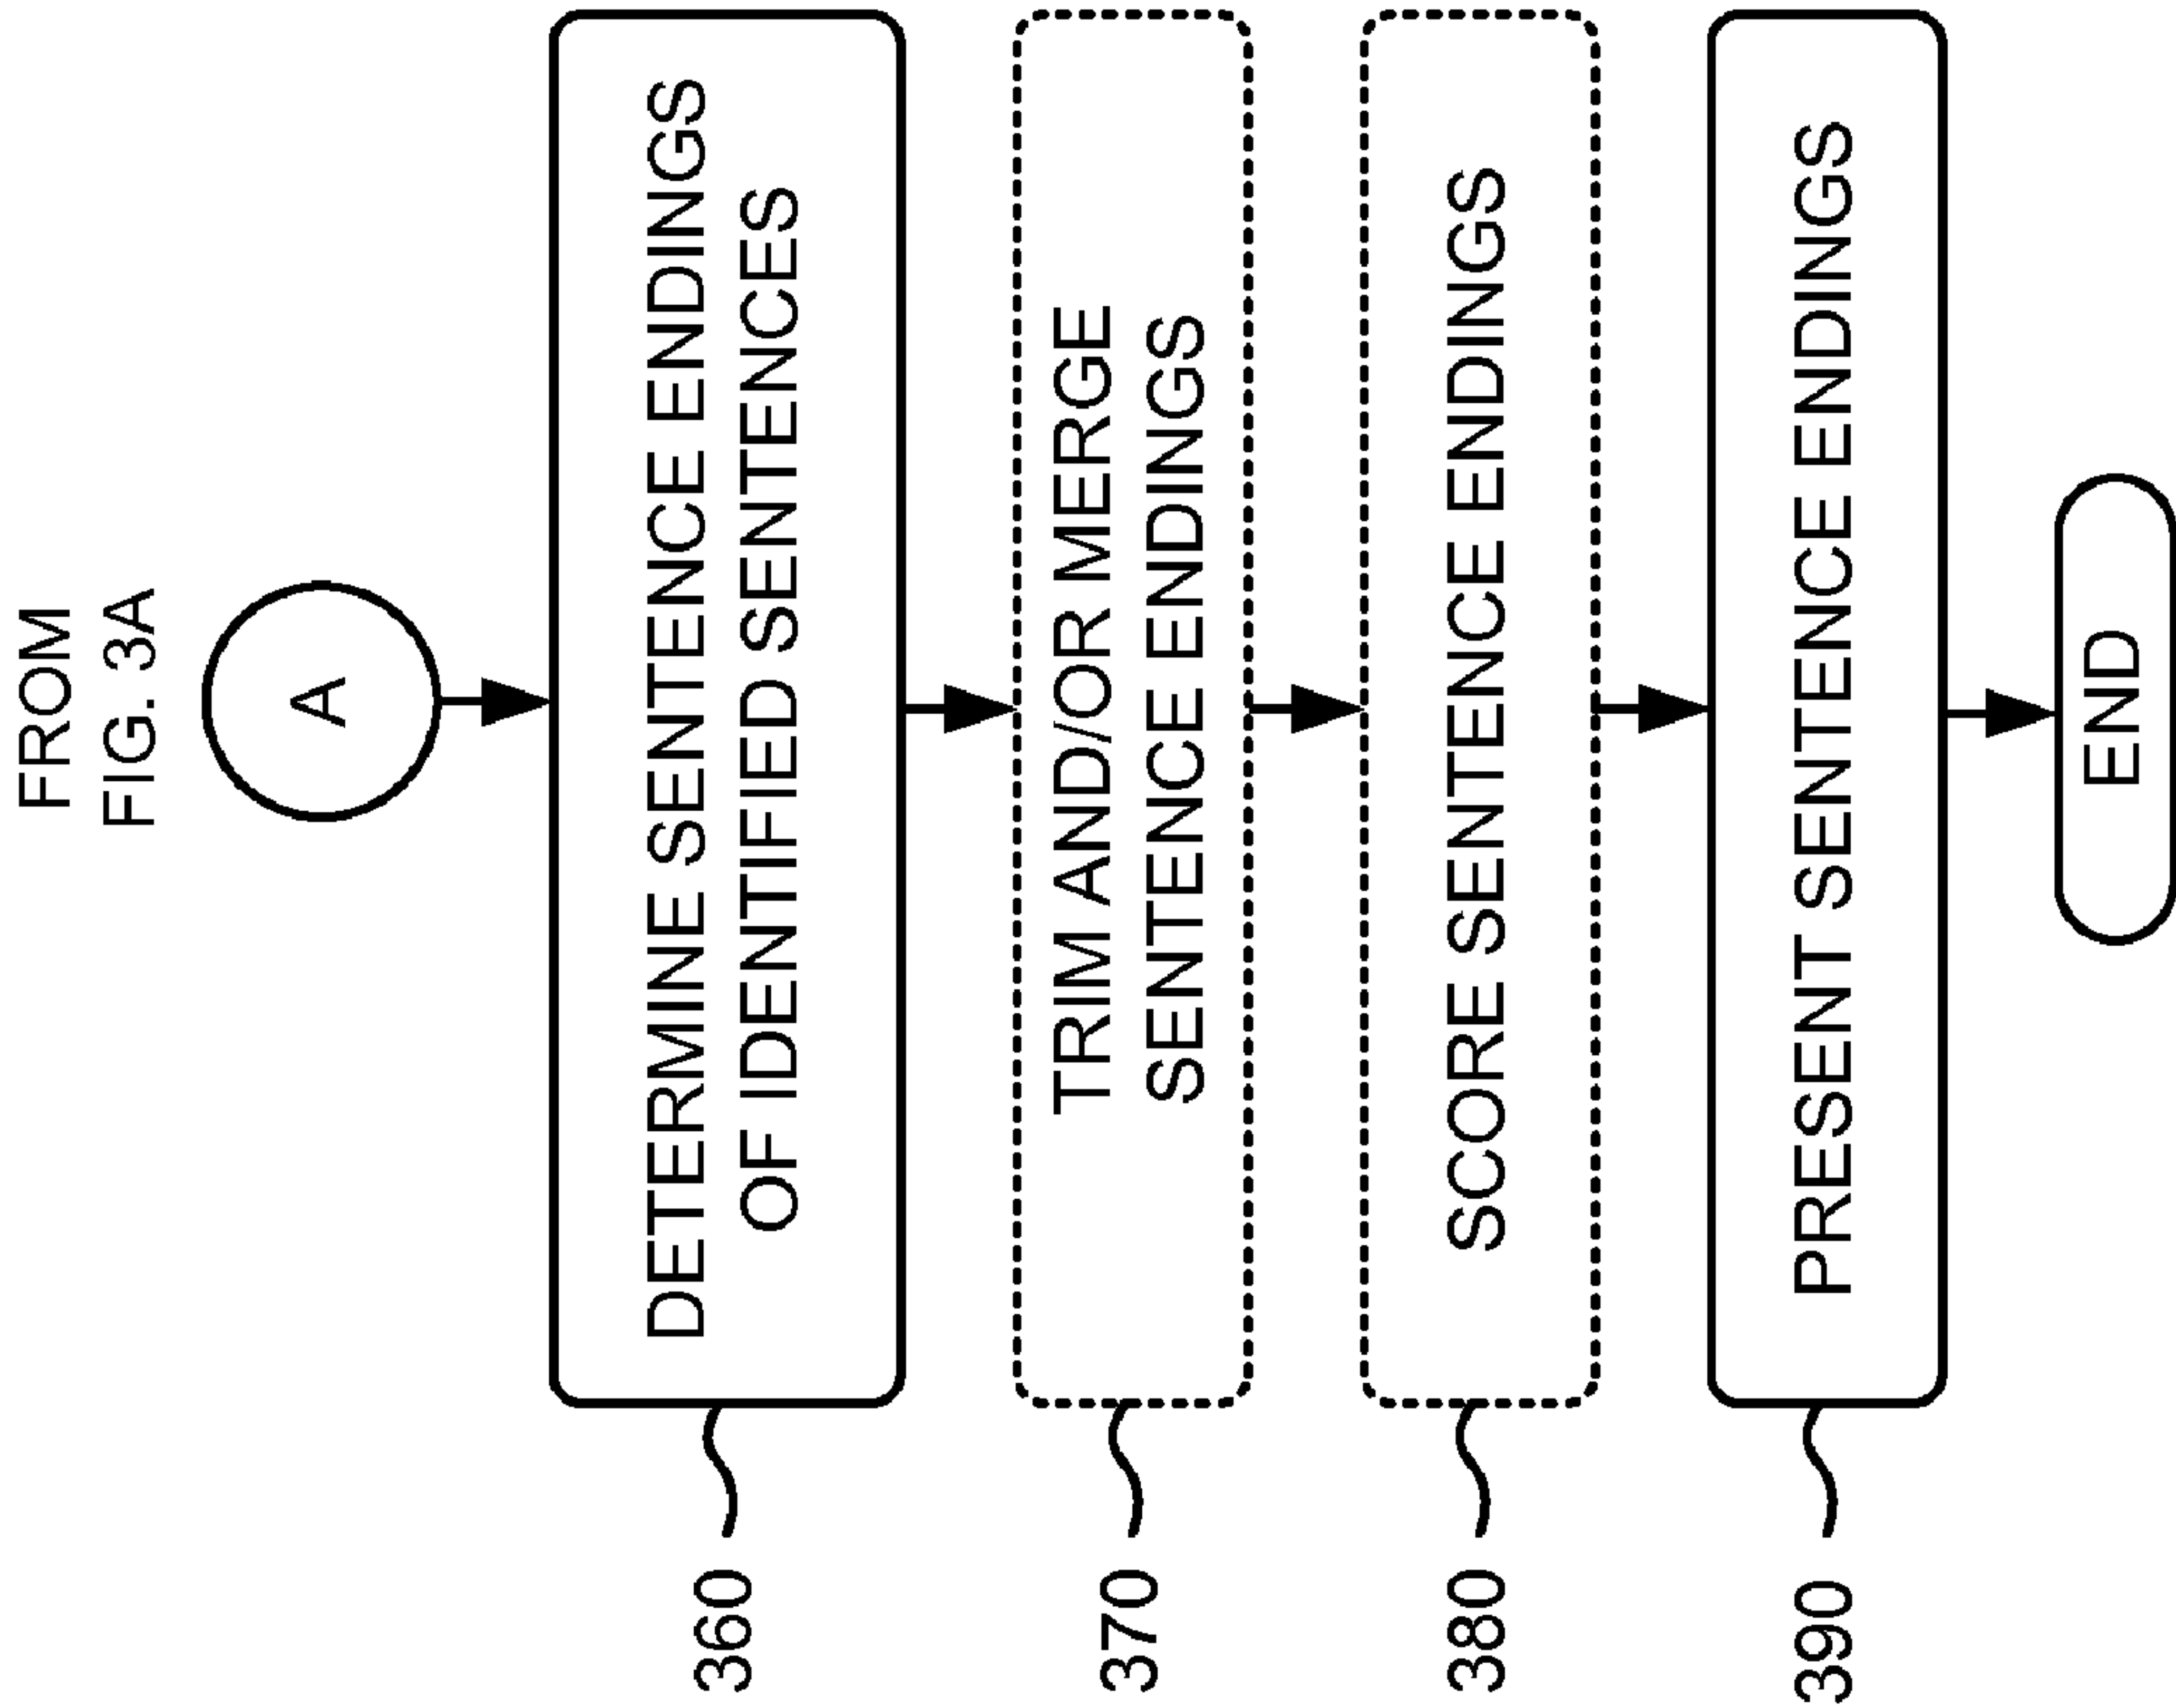 FROM
FIG. 3A
A
360
DETERMINE SENTENCE ENDINGS
OF IDENTIFIED SENTENCES
370
TRIM AND/OR MERGE
SENTENCE ENDINGS
380
SCORE SENTENCE ENDINGS
390
PRESENT SENTENCE ENDINGS
END